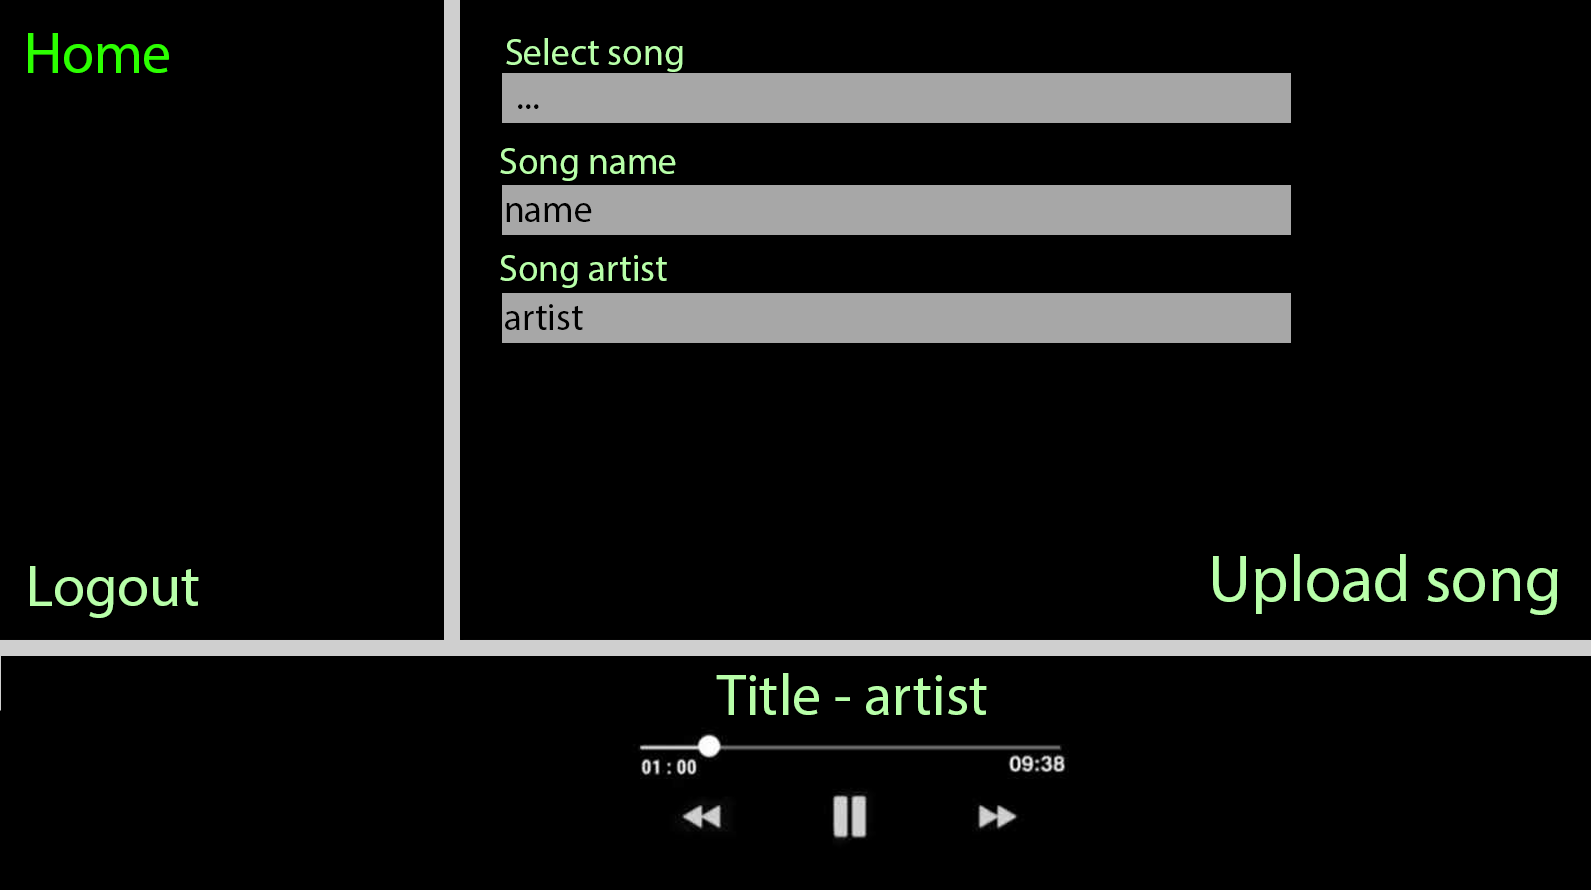 Home
Select song
...
Song name
name
Song artist
artist
Logout
Upload song
Title - artist
01 : 00
09:38